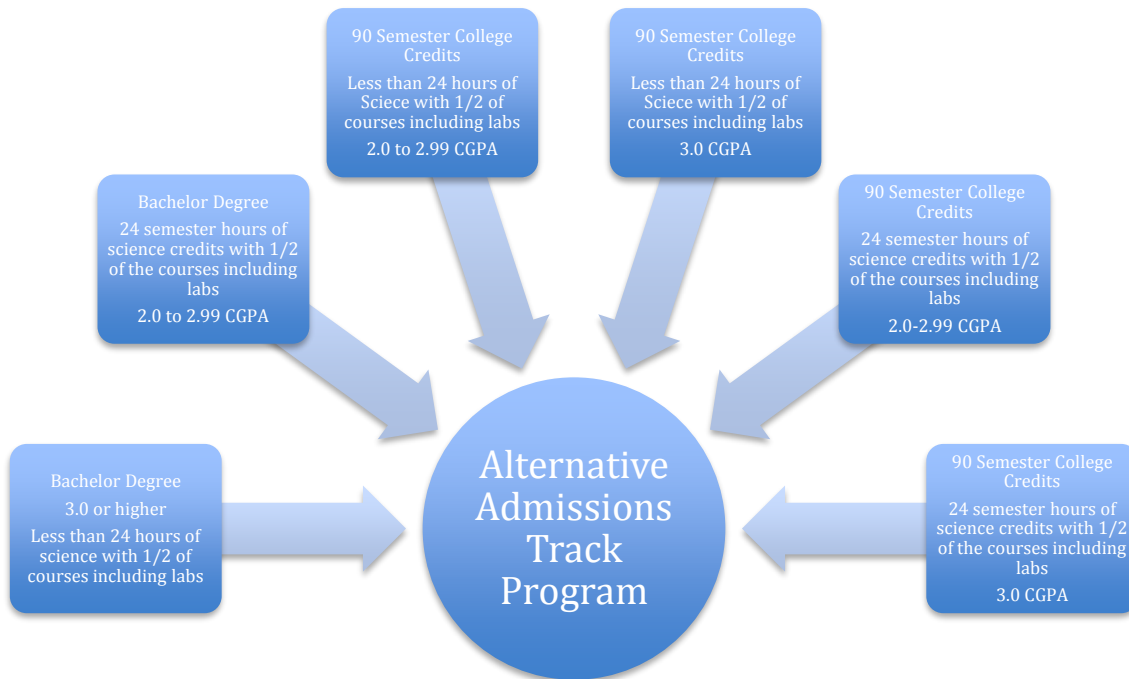 90 Semester College
Credits
Less than 24 hours of
Sciece with 1/2 of
courses including labs
2.0 to 2.99 CGPA
90 Semester College
Credits
Less than 24 hours of
Sciece with 1/2 of
courses including labs
3.0 CGPA
Bachelor Degree
24 semester hours of
science credits with 1/2
of the courses including
labs
2.0 to 2.99 CGPA
90 Semester College
Credits
24 semester hours of
science credits with 1/2
of the courses including
labs
2.0-2.99 CGPA
Bachelor Degree
3.0 or higher
Less than 24 hours of
science with 1/2 of
courses including labs
Alternative
Admissions
Track
Program
90 Semester College
Credits
24 semester hours of
science credits with 1/2
of the courses including
labs
3.0 CGPA